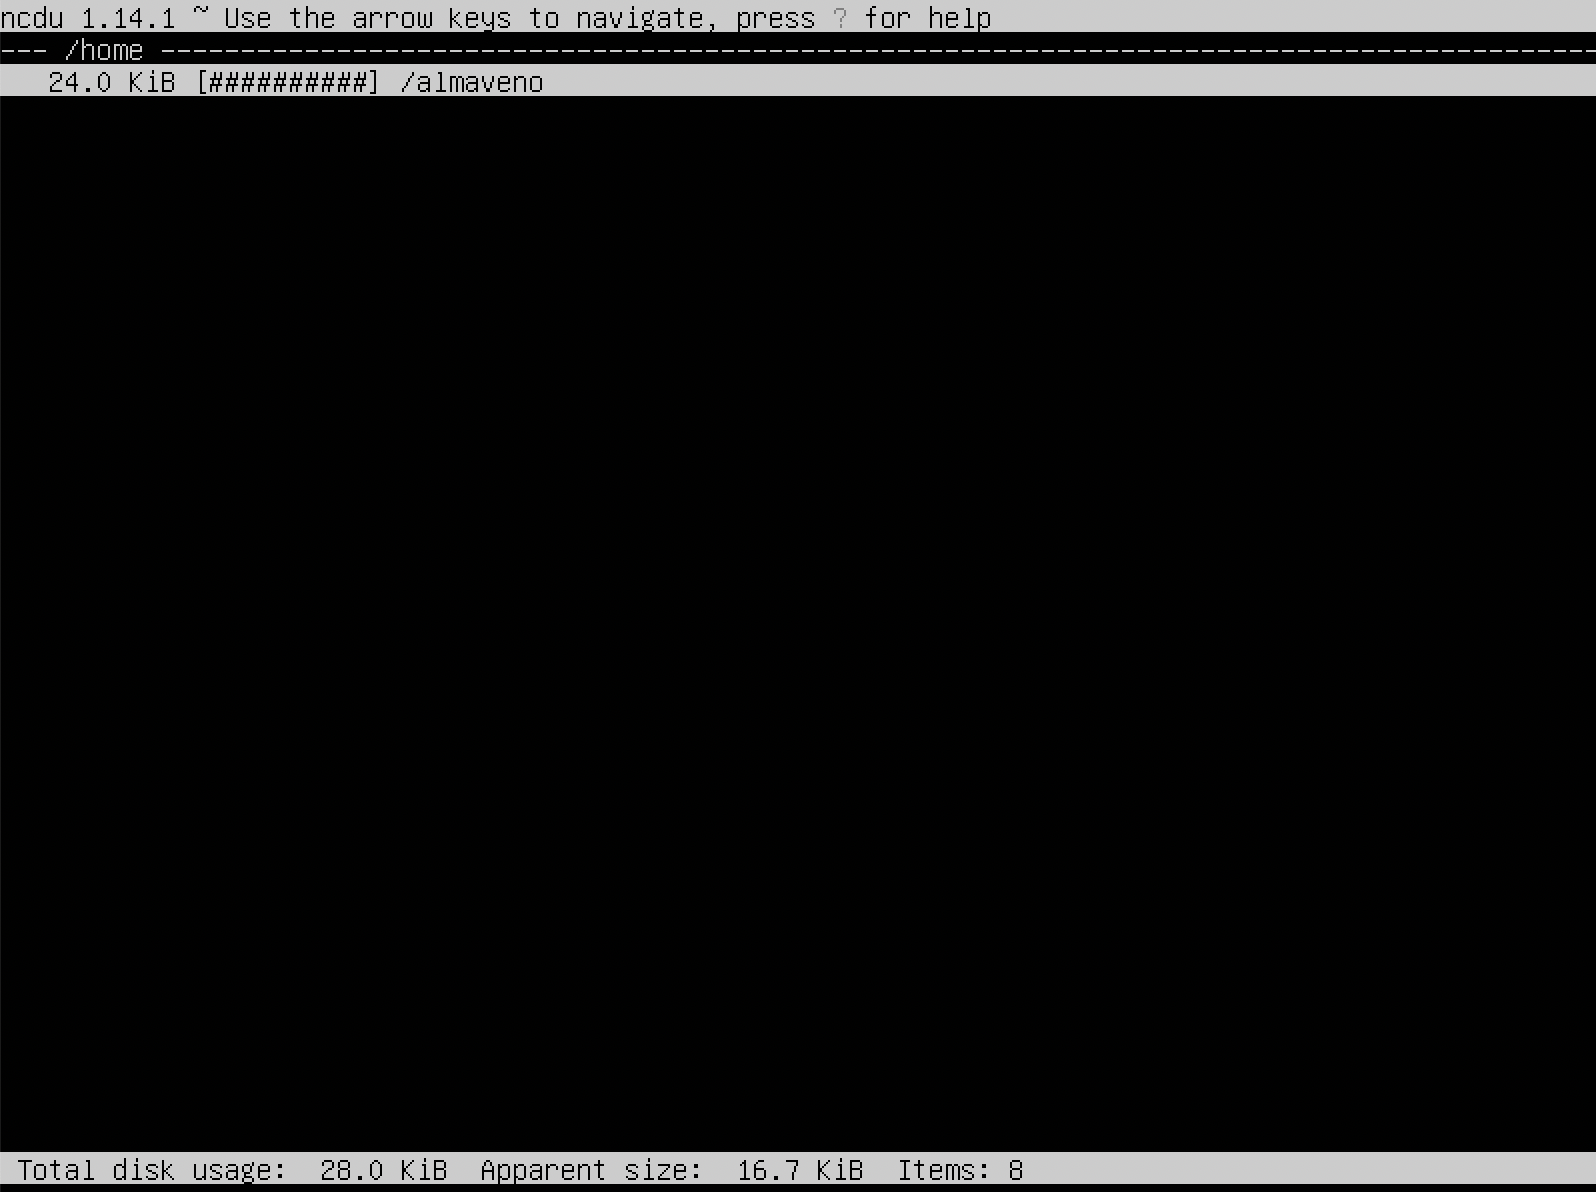 ncdu 1.14.1 ~ Use the arrow keys to navigate, press ? for help
--- /home ------------------------------------------------------------------------------------------
24.0 KiB [##########] /almaveno
Total disk usage: 28.0 KiB Apparent size: 16.7 KiB Items: 8